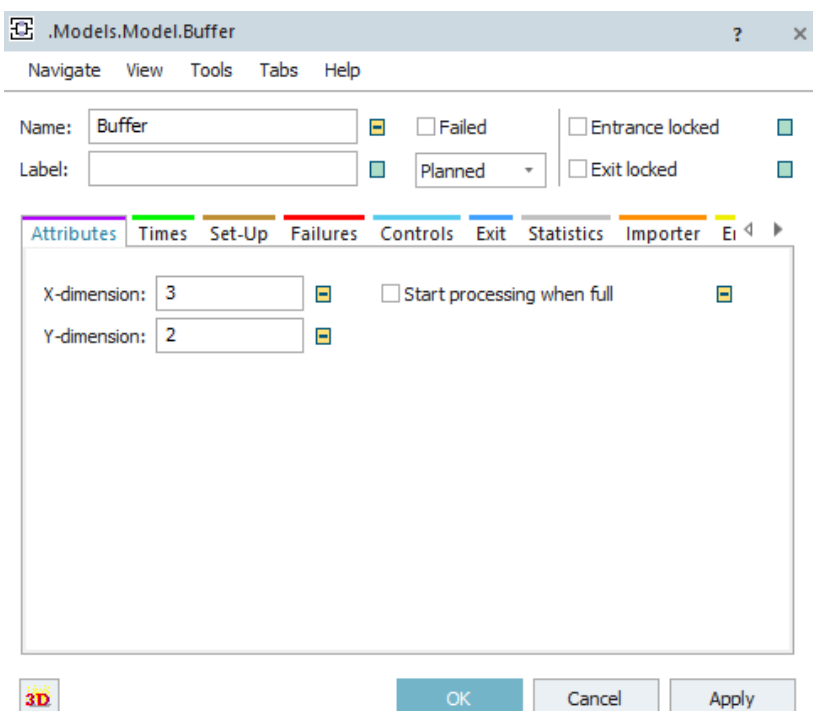 .Models.Model.Buffer ? ×
Navigate View Tools Tabs Help
Name: Buffer Failed Entrance locked
Label: Planned Exit locked
Attributes Times Set-Up Failures Controls Exit Statistics Importer
X-dimension: 3 Start processing when full
Y-dimension: 2
3D OK Cancel Apply